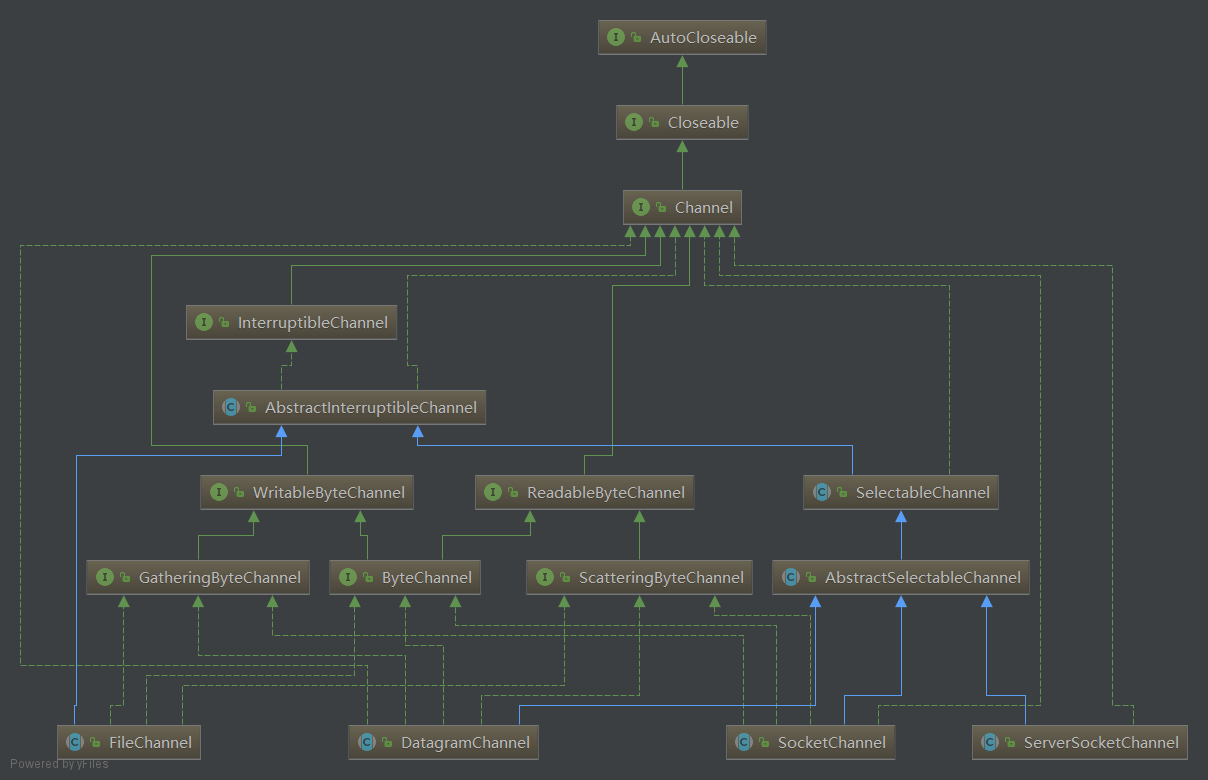 I AutoCloseable
I Closeable
I Channel
I InterruptibleChannel
C AbstractInterruptibleChannel
I WritableByteChannel
I ReadableByteChannel
C SelectableChannel
I GatheringByteChannel
I ByteChannel
I ScatteringByteChannel
C AbstractSelectableChannel
C FileChannel
C DatagramChannel
C SocketChannel
C ServerSocketChannel
Powered by yFiles